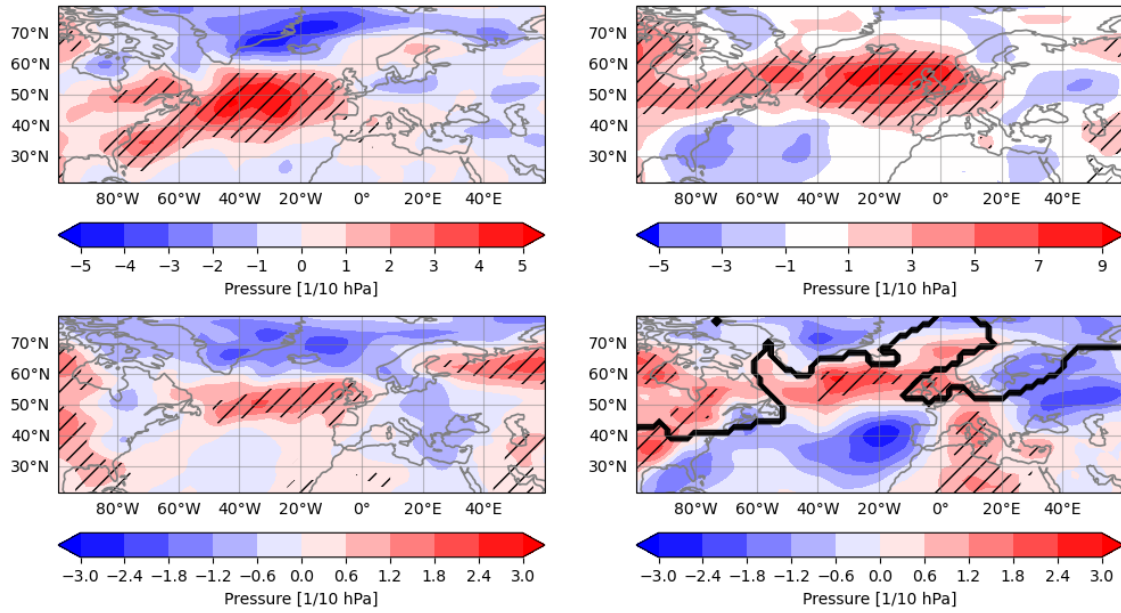 70°N 70°N
60°N 60°N
50°N 50°N
40°N 40°N
30°N 30°N
80°W 60°W 40°W 20°W 0° 20°E 40°E 80°W 60°W 40°W 20°W 0° 20°E 40°E
−5 −4 −3 −2 −1 0 1 2 3 4 5 −5 −3 −1 1 3 5 7 9
Pressure [1/10 hPa] Pressure [1/10 hPa]
70°N 70°N
60°N 60°N
50°N 50°N
40°N 40°N
30°N 30°N
80°W 60°W 40°W 20°W 0° 20°E 40°E 80°W 60°W 40°W 20°W 0° 20°E 40°E
−3.0 −2.4 −1.8 −1.2 −0.6 0.0 0.6 1.2 1.8 2.4 3.0 −3.0 −2.4 −1.8 −1.2 −0.6 0.0 0.6 1.2 1.8 2.4 3.0
Pressure [1/10 hPa] Pressure [1/10 hPa]